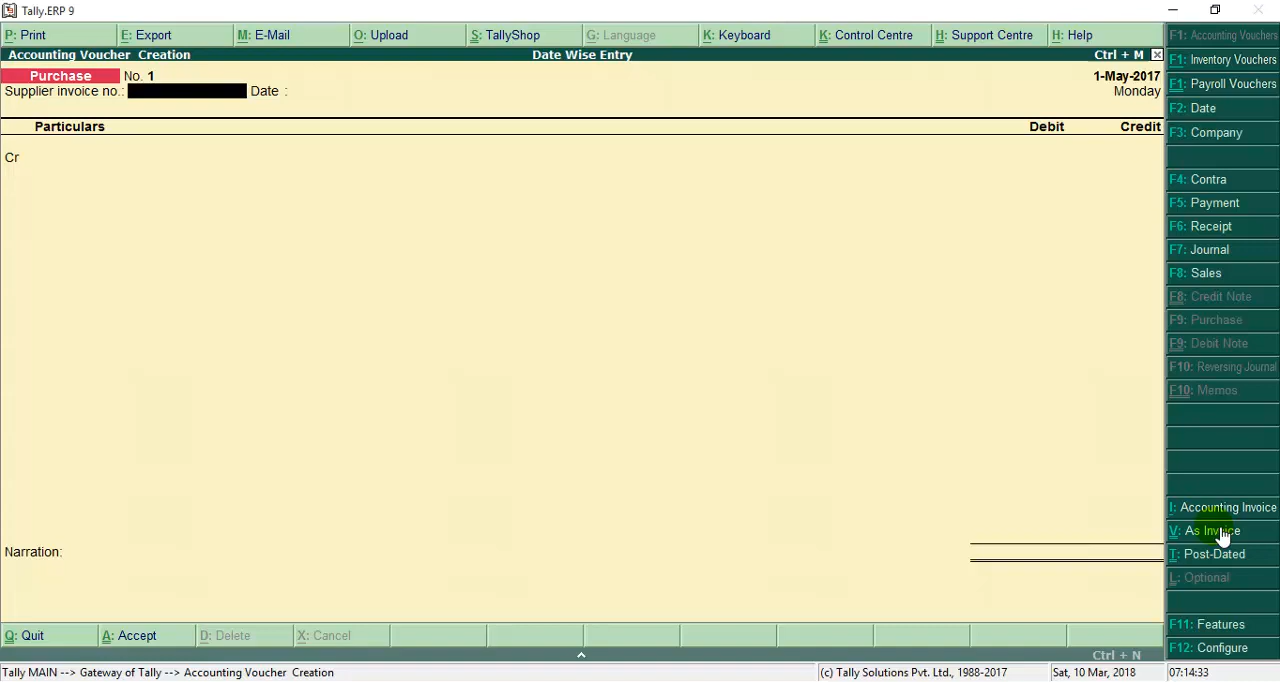 Tally.ERP 9
P: Print E: Export M: E-Mail O: Upload S: TallyShop G: Language K: Keyboard K: Control Centre H: Support Centre H: Help
Accounting Voucher Creation Date Wise Entry Ctrl + M
Purchase No. 1 1-May-2017
Supplier invoice no.: Date : Monday
Particulars Debit Credit
Cr
Narration:
F1: Accounting Vouchers
F1: Inventory Vouchers
F1: Payroll Vouchers
F2: Date
F3: Company
F4: Contra
F5: Payment
F6: Receipt
F7: Journal
F8: Sales
F8: Credit Note
F9: Purchase
F9: Debit Note
F10: Reversing Journal
F10: Memos
I: Accounting Invoice
V: As Invoice
T: Post-Dated
L: Optional
F11: Features
F12: Configure
Q: Quit A: Accept D: Delete X: Cancel
Ctrl + N
Tally MAIN --> Gateway of Tally --> Accounting Voucher Creation (c) Tally Solutions Pvt. Ltd., 1988-2017 Sat, 10 Mar, 2018 07:14:33